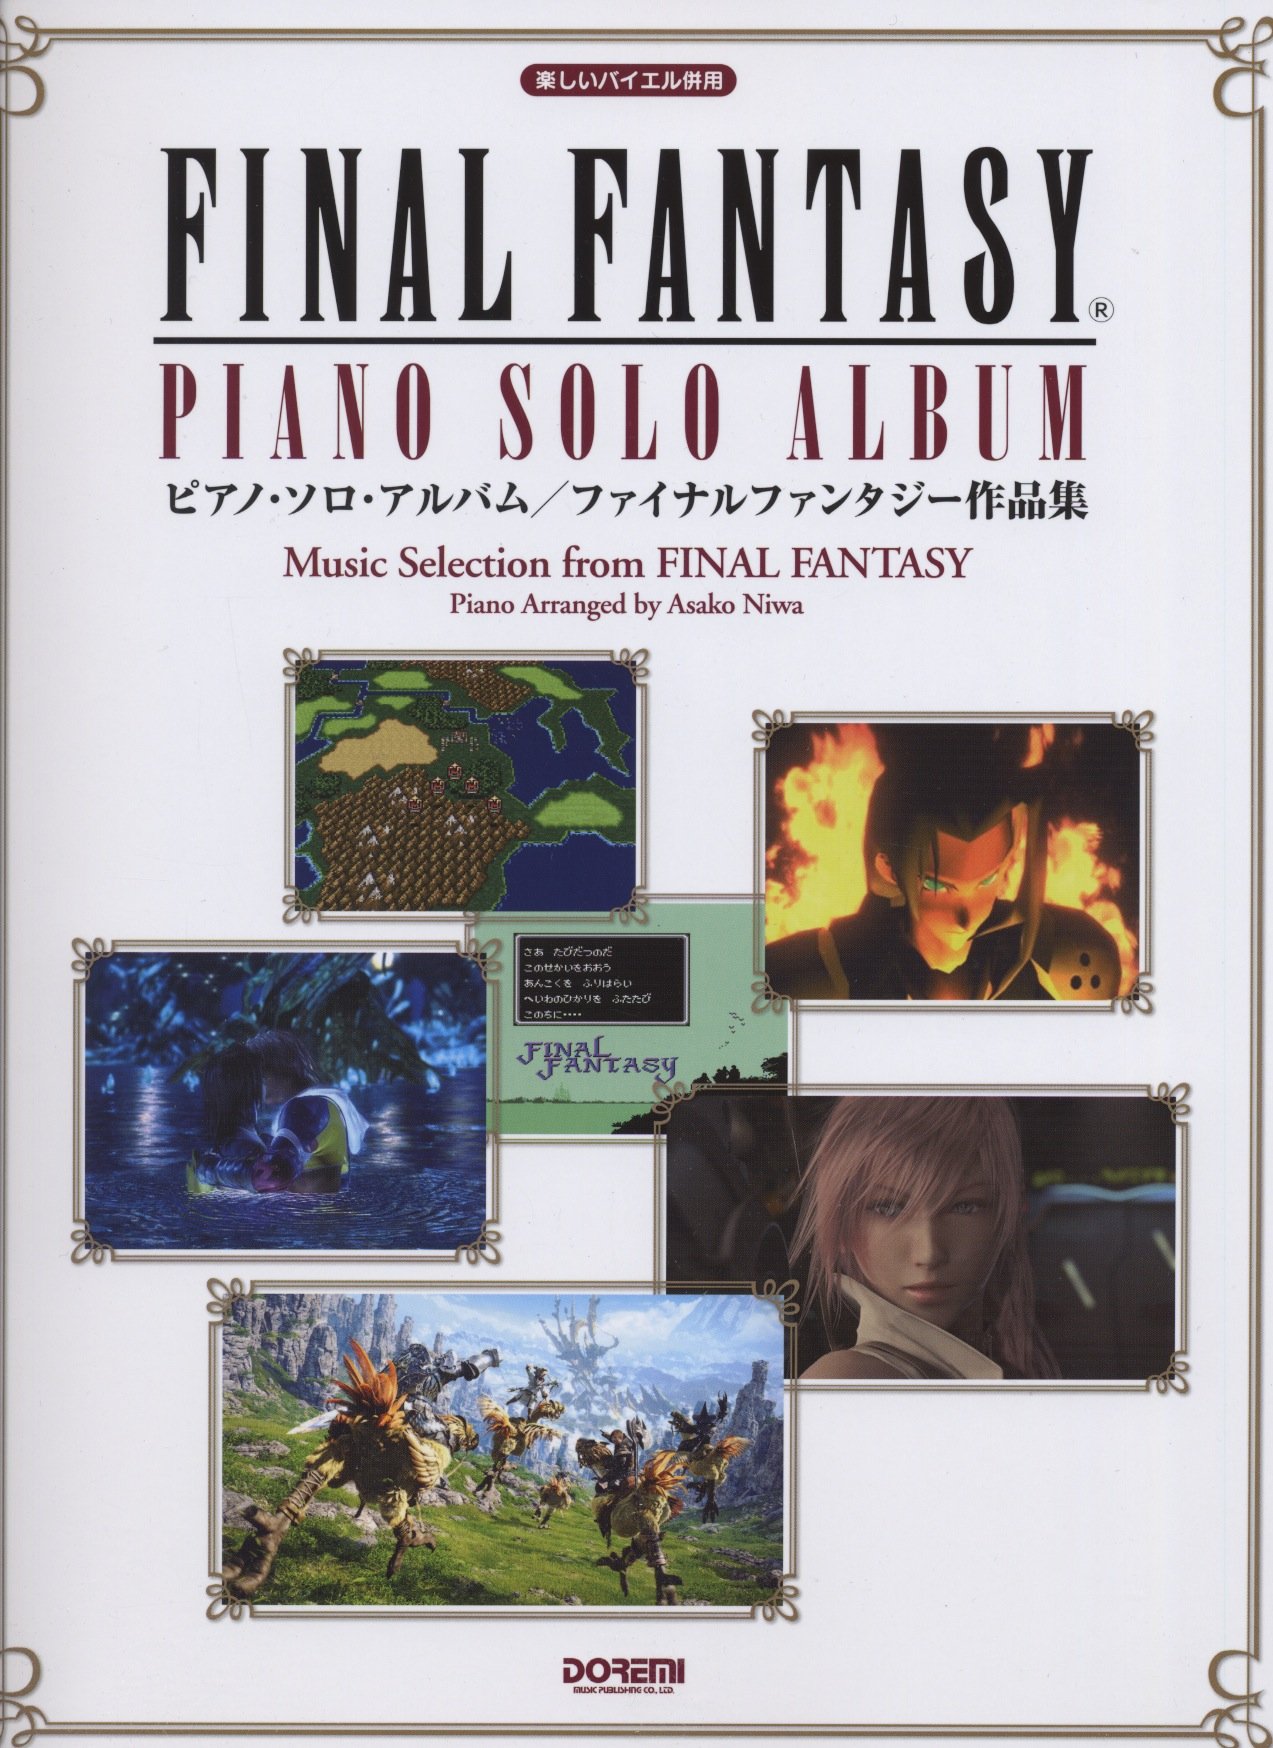 楽しいバイエル併用
FINAL FANTASY®
PIANO SOLO ALBUM
ピアノ・ソロ・アルバム／ファイナルファンタジー作品集
Music Selection from FINAL FANTASY
Piano Arranged by Asako Niwa
さあ たびだつのだ
このせかいをおおう
あんこくを ふりはらい
へいわのひかりを ふたたび
このちに‥‥
FINAL
FANTASY
DOREMI
MUSIC PUBLISHING CO., LTD.